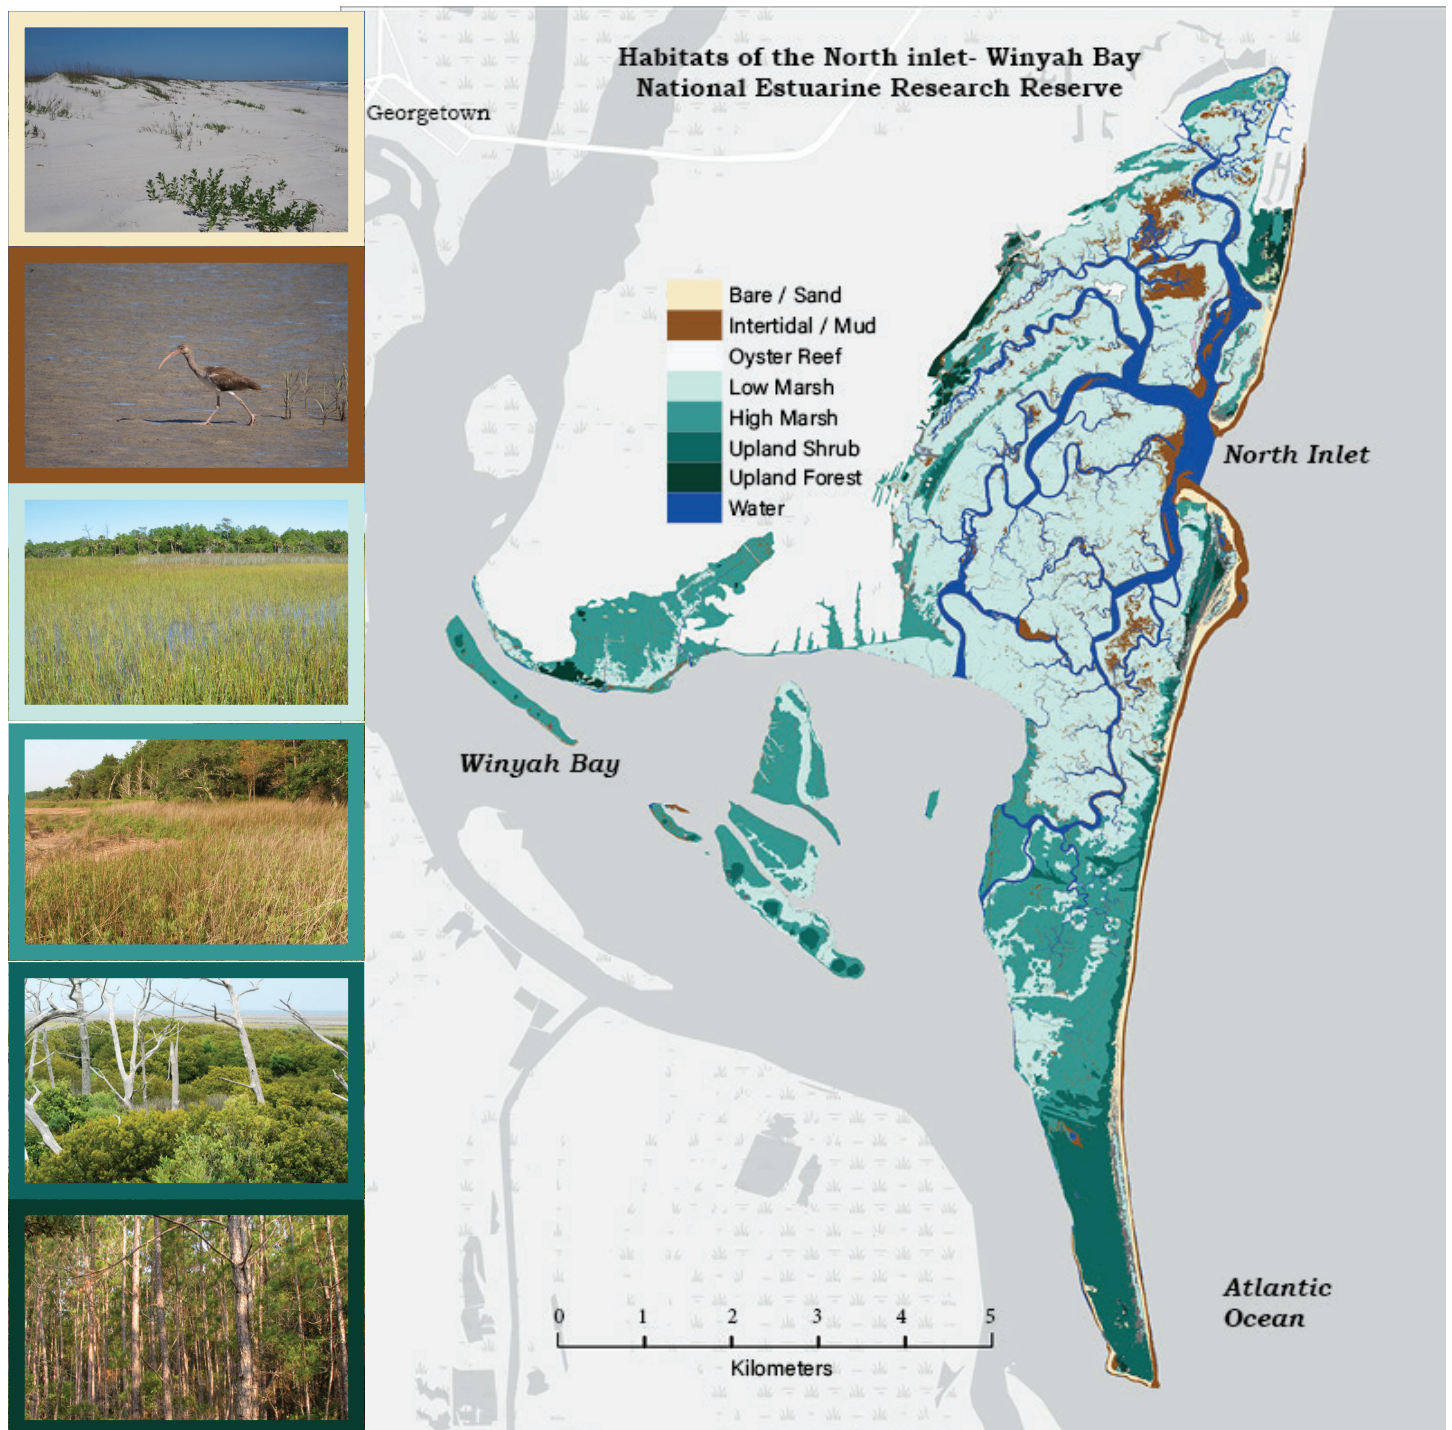 Habitats of the North inlet- Winyah Bay
National Estuarine Research Reserve
Georgetown
Bare / Sand
Intertidal / Mud
Oyster Reef
Low Marsh
High Marsh
Upland Shrub
Upland Forest
Water
North Inlet
Winyah Bay
Atlantic
Ocean
0 1 2 3 4 5
Kilometers